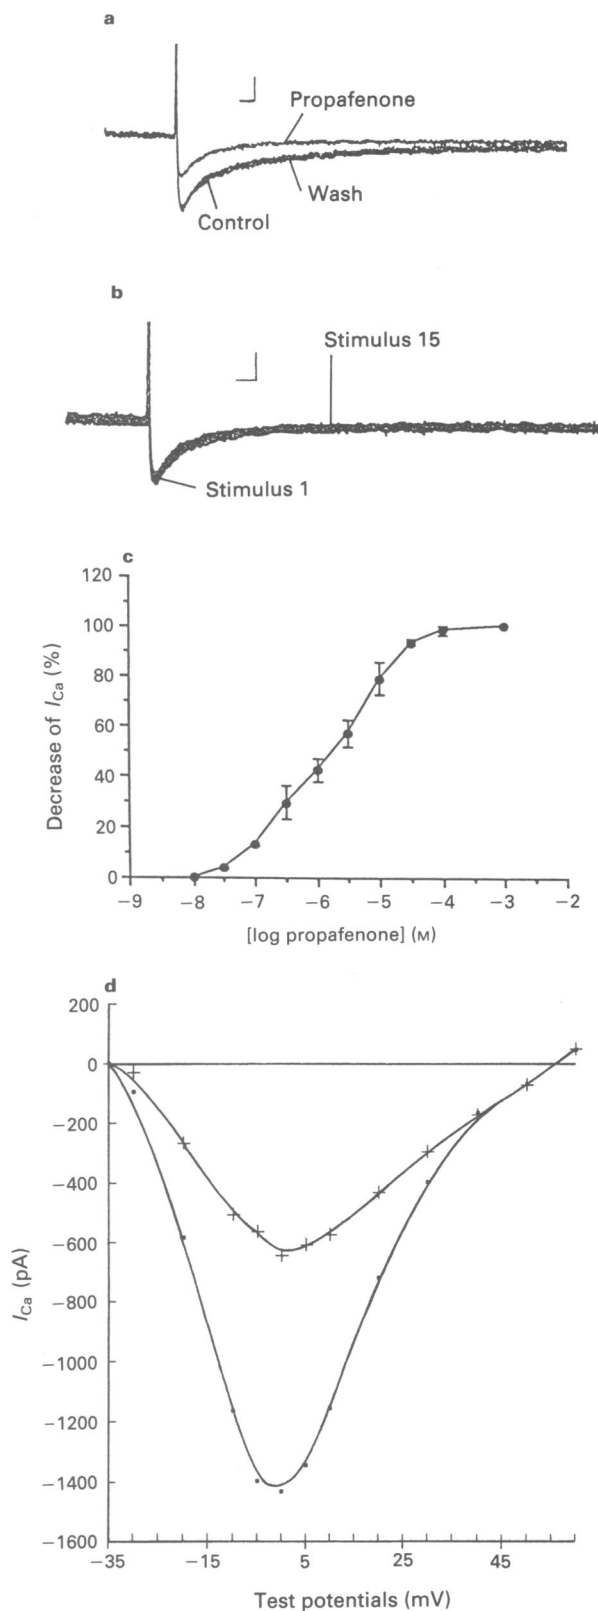 a
Propafenone
Wash
Control
b
Stimulus 15
Stimulus 1
c
120
100
80
60
40
20
0
Decrease of I_Ca (%)
−9 −8 −7 −6 −5 −4 −3 −2
[log propafenone] (M)
d
200
0
−200
−400
−600
−800
−1000
−1200
−1400
−1600
I_Ca (pA)
−35 −15 5 25 45
Test potentials (mV)